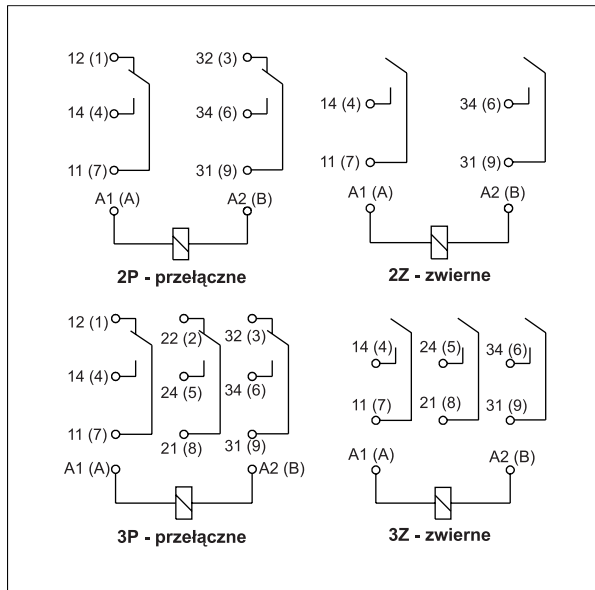 12 (1) 32 (3)
14 (4) 34 (6) 14 (4) 34 (6)
11 (7) 31 (9) 11 (7) 31 (9)
A1 (A) A2 (B) A1 (A) A2 (B)
2P - przełączne 2Z - zwierne
12 (1) 22 (2) 32 (3)
14 (4) 24 (5) 34 (6) 14 (4) 24 (5) 34 (6)
11 (7) 21 (8) 31 (9) 11 (7) 21 (8) 31 (9)
A1 (A) A2 (B) A1 (A) A2 (B)
3P - przełączne 3Z - zwierne